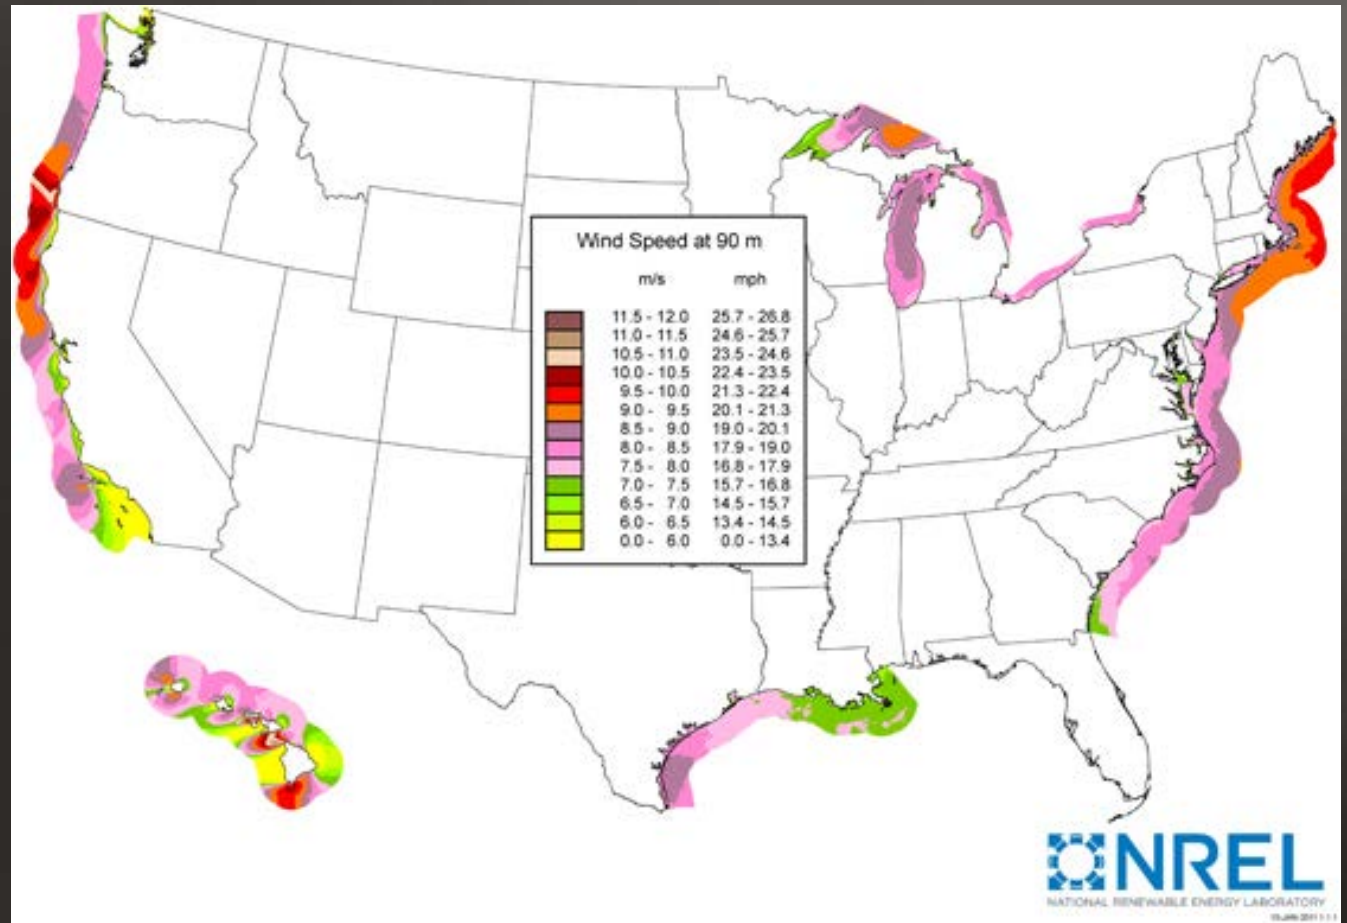 Wind Speed at 90 m
m/s mph
11.5 - 12.0 25.7 - 26.8
11.0 - 11.5 24.6 - 25.7
10.5 - 11.0 23.5 - 24.6
10.0 - 10.5 22.4 - 23.5
9.5 - 10.0 21.3 - 22.4
9.0 - 9.5 20.1 - 21.3
8.5 - 9.0 19.0 - 20.1
8.0 - 8.5 17.9 - 19.0
7.5 - 8.0 16.8 - 17.9
7.0 - 7.5 15.7 - 16.8
6.5 - 7.0 14.5 - 15.7
6.0 - 6.5 13.4 - 14.5
0.0 - 6.0 0.0 - 13.4
NREL
NATIONAL RENEWABLE ENERGY LABORATORY